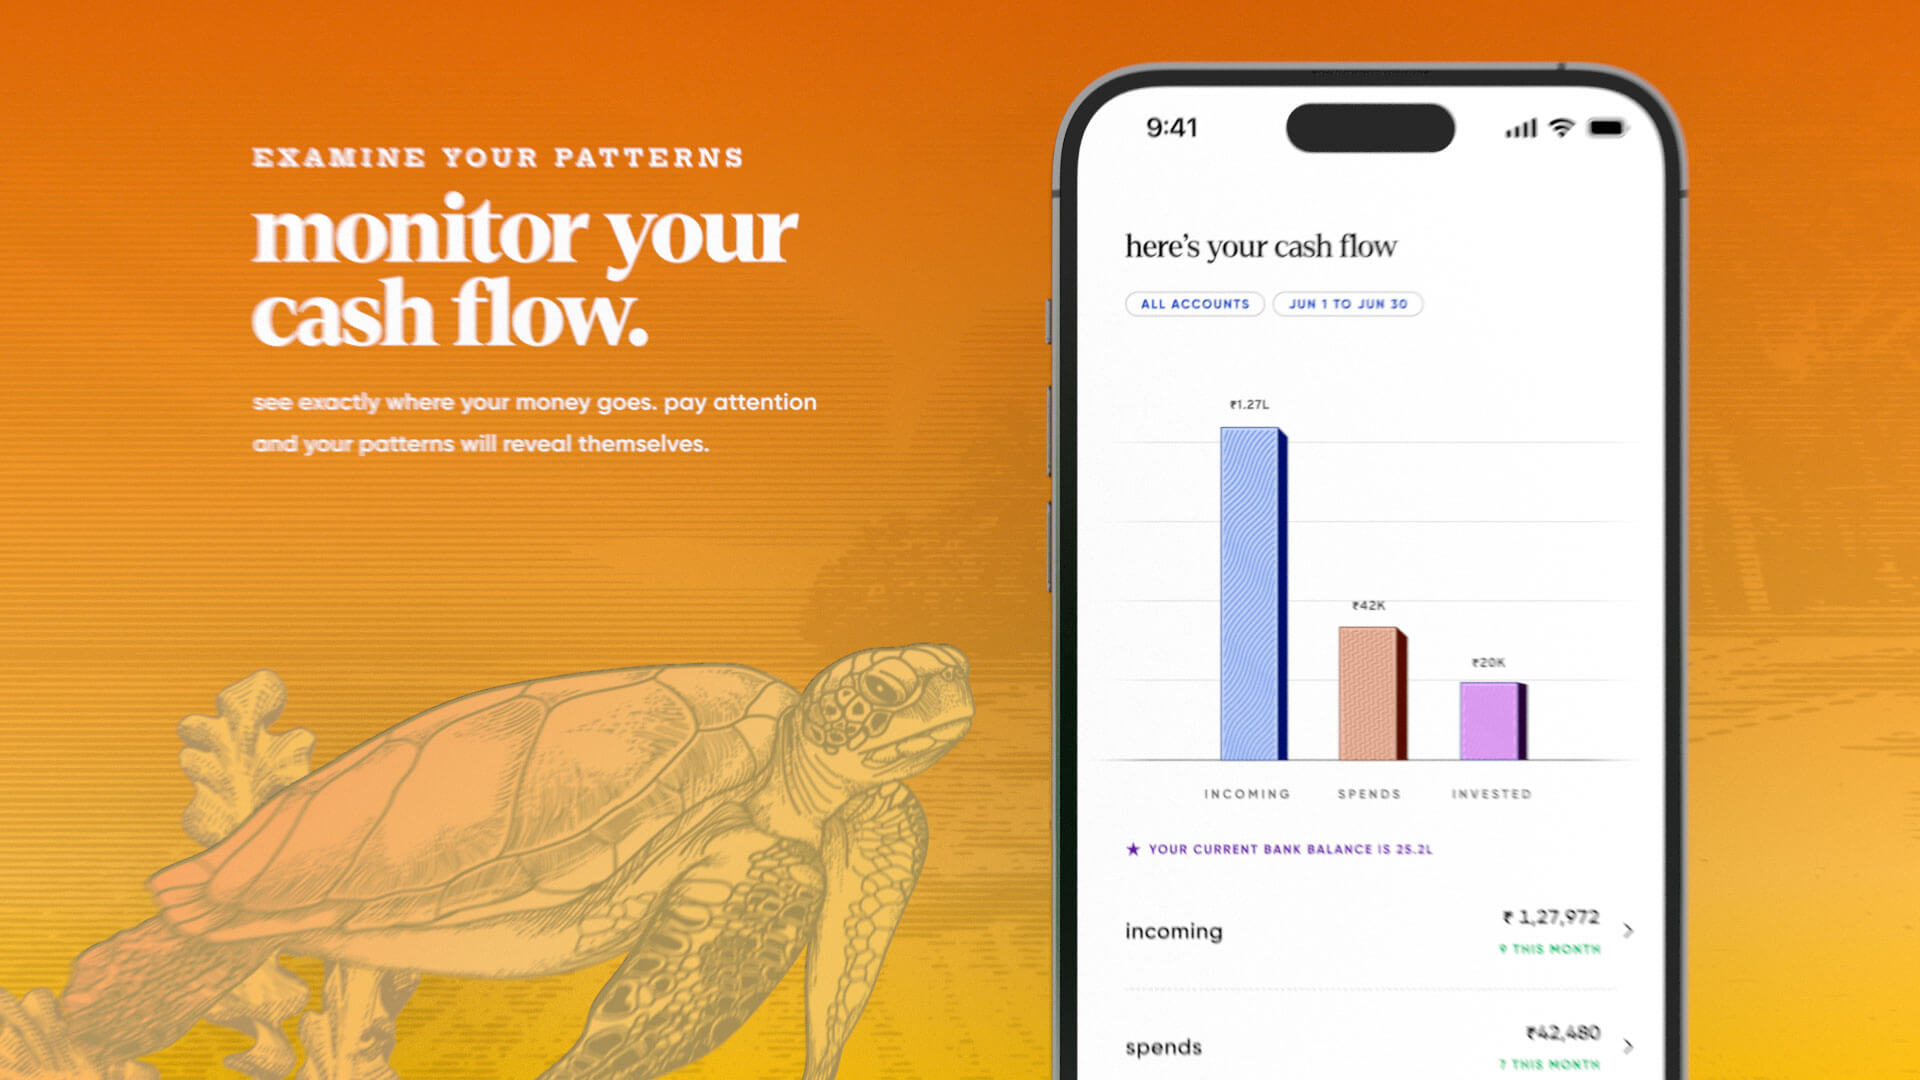 EXAMINE YOUR PATTERNS
monitor your
cash flow.
see exactly where your money goes. pay attention
and your patterns will reveal themselves.
9:41
here's your cash flow
ALL ACCOUNTS
JUN 1 TO JUN 30
₹1.27L
₹42K
₹20K
INCOMING
SPENDS
INVESTED
★ YOUR CURRENT BANK BALANCE IS 25.2L
incoming
₹ 1,27,972
9 THIS MONTH
spends
₹42,480
7 THIS MONTH